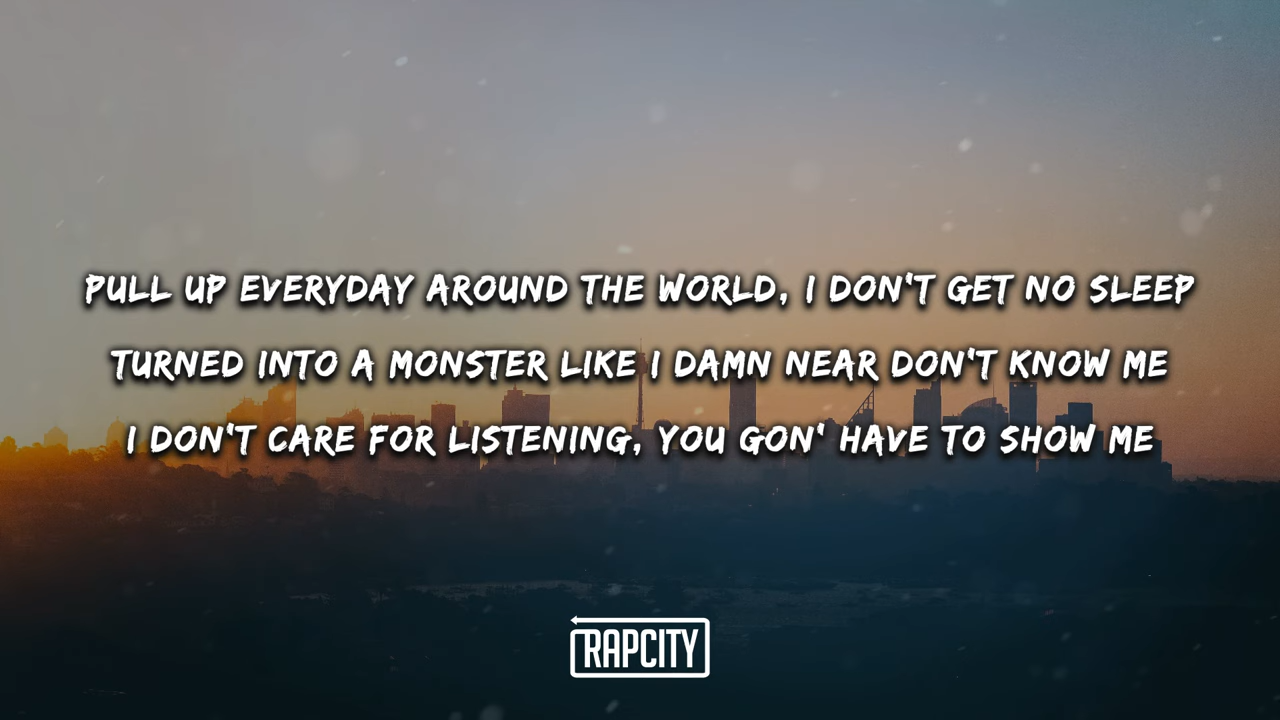 PULL UP EVERYDAY AROUND THE WORLD, I DON'T GET NO SLEEP
TURNED INTO A MONSTER LIKE I DAMN NEAR DON'T KNOW ME
I DON'T CARE FOR LISTENING, YOU GON' HAVE TO SHOW ME
RAPCITY